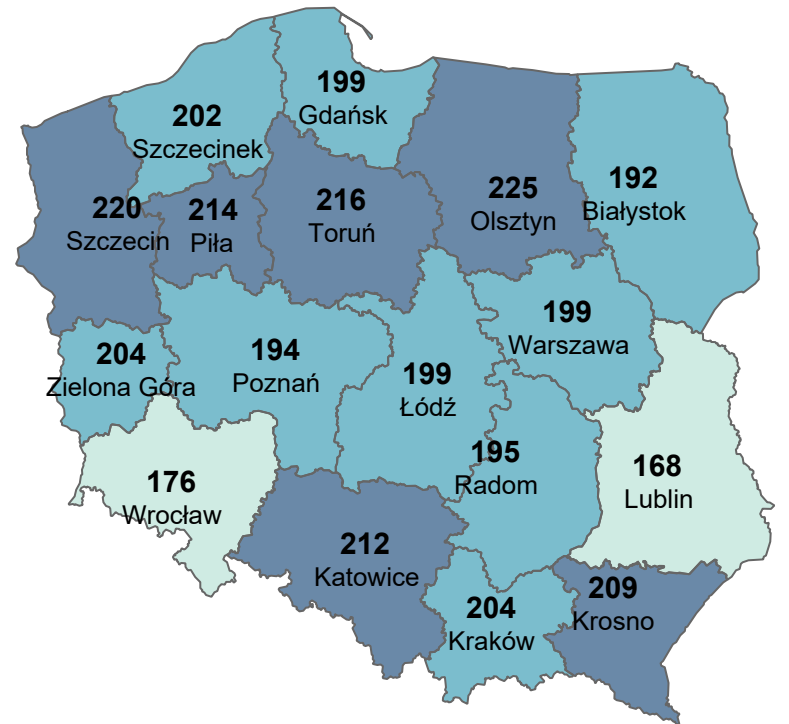 199
Gdańsk
202
Szczecinek
192
Białystok
225
Olsztyn
216
Toruń
214
Piła
220
Szczecin
199
Warszawa
204
Zielona Góra
194
Poznań
199
Łódź
195
Radom
168
Lublin
176
Wrocław
212
Katowice
204
Kraków
209
Krosno